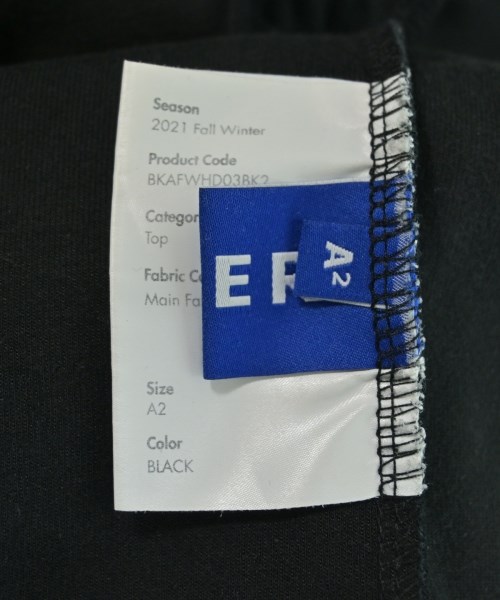 Season
2021 Fall Winter
Product Code
BKAFWHD03BK2
Categor
Top
Fabric C
Main Fa
ER
A2
Size
A2
Color
BLACK